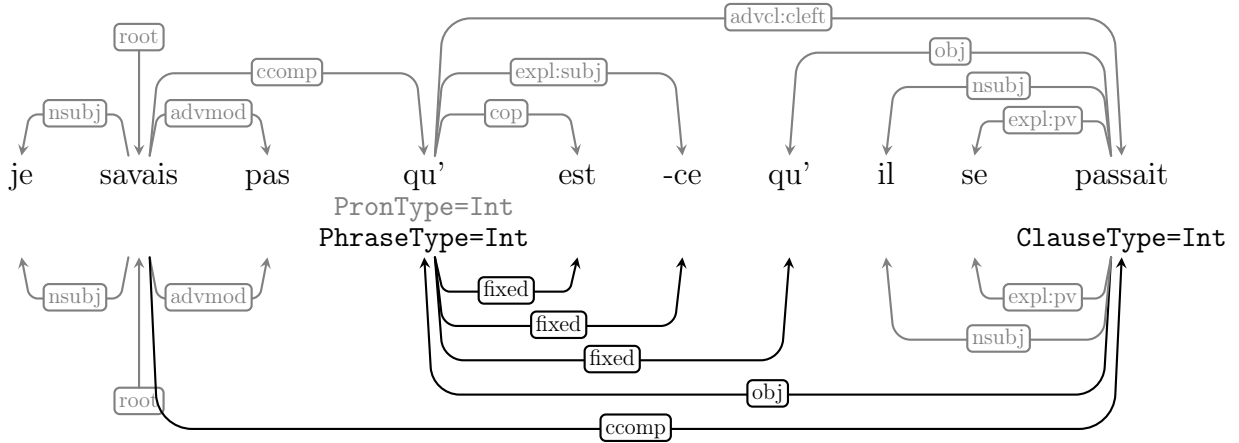 advcl:cleft
root
obj
ccomp expl:subj
nsubj
nsubj advmod cop
expl:pv
je savais pas qu' est -ce qu' il se passait
PronType=Int
PhraseType=Int ClauseType=Int
fixed
nsubj advmod expl:pv
fixed
nsubj
fixed
obj
root
ccomp